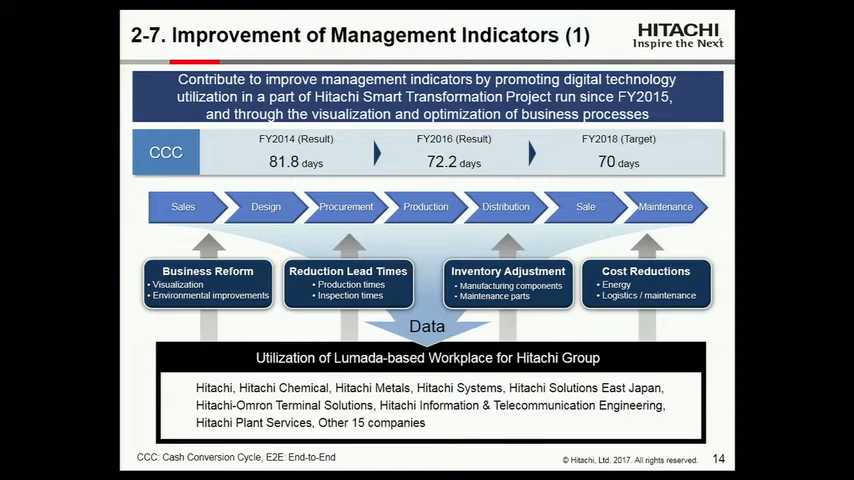 2-7. Improvement of Management Indicators (1)
HITACHI
Inspire the Next
Contribute to improve management indicators by promoting digital technology
utilization in a part of Hitachi Smart Transformation Project run since FY2015,
and through the visualization and optimization of business processes
CCC
FY2014 (Result)
81.8 days
FY2016 (Result)
72.2 days
FY2018 (Target)
70 days
Sales
Design
Procurement
Production
Distribution
Sale
Maintenance
Business Reform
• Visualization
• Environmental improvements
Reduction Lead Times
• Production times
• Inspection times
Inventory Adjustment
• Manufacturing components
• Maintenance parts
Cost Reductions
• Energy
• Logistics / maintenance
Data
Utilization of Lumada-based Workplace for Hitachi Group
Hitachi, Hitachi Chemical, Hitachi Metals, Hitachi Systems, Hitachi Solutions East Japan,
Hitachi-Omron Terminal Solutions, Hitachi Information & Telecommunication Engineering,
Hitachi Plant Services, Other 15 companies
CCC: Cash Conversion Cycle, E2E: End-to-End
© Hitachi, Ltd. 2017. All rights reserved.
14